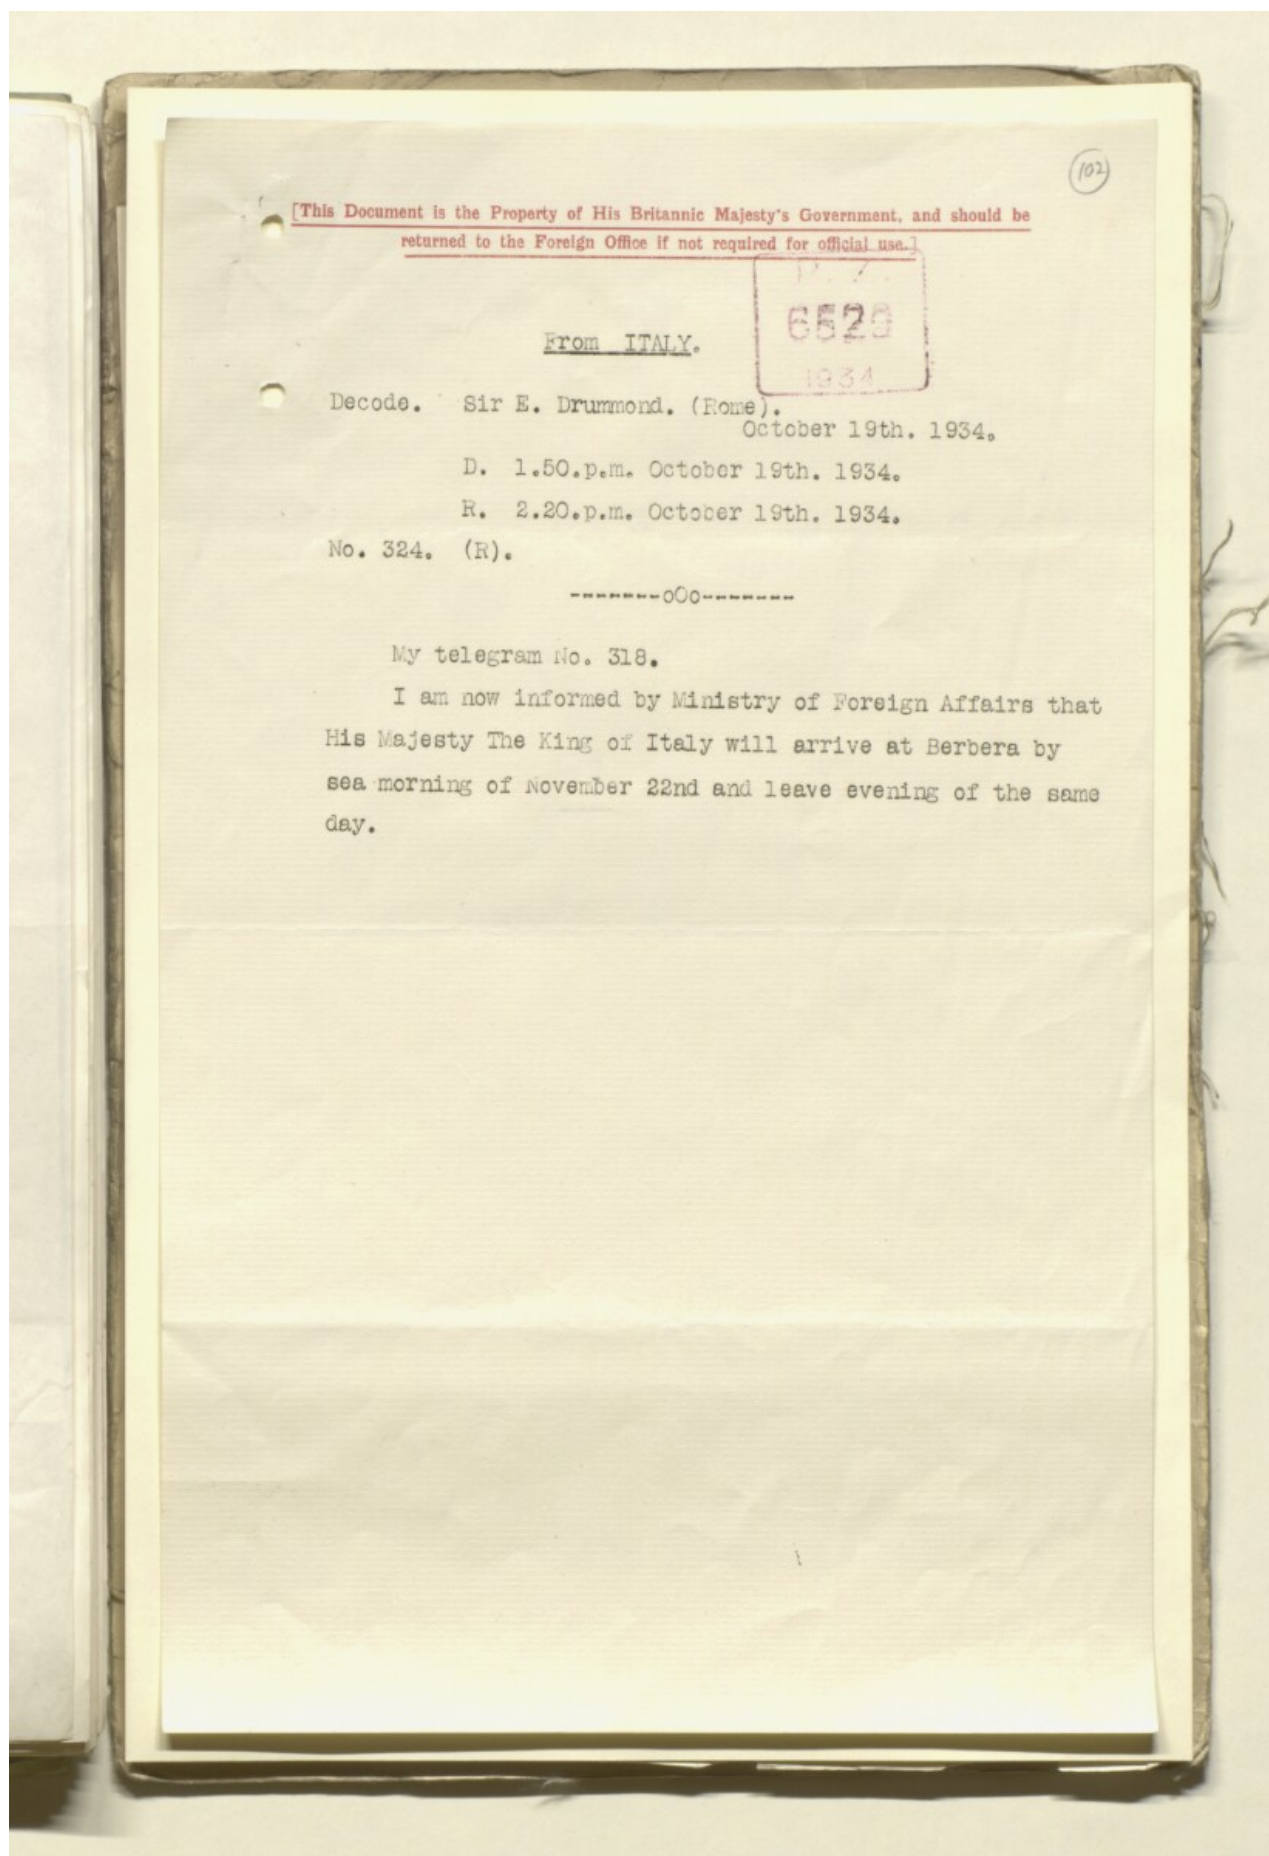 102
[This Document is the Property of His Britannic Majesty's Government, and should be
returned to the Foreign Office if not required for official use.]
P. Z.
1934
From ITALY.
Decode. Sir E. Drummond. (Rome).
October 19th. 1934.
D. 1.50.p.m. October 19th. 1934.
R. 2.20.p.m. October 19th. 1934.
No. 324. (R).
-------oOo-------
My telegram No. 318.
I am now informed by Ministry of Foreign Affairs that
His Majesty The King of Italy will arrive at Berbera by
sea morning of November 22nd and leave evening of the same
day.